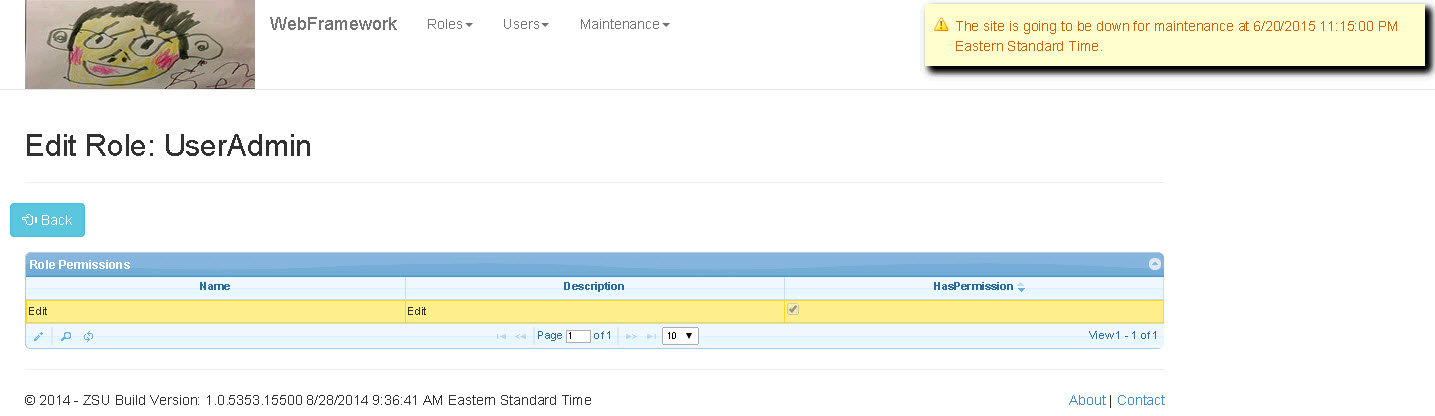 WebFramework Roles Users Maintenance
The site is going to be down for maintenance at 6/20/2015 11:15:00 PM
Eastern Standard Time.
Edit Role: UserAdmin
Back
Role Permissions
Name Description HasPermission
Edit Edit
Page 1 of 1 10 View 1 - 1 of 1
© 2014 - ZSU Build Version: 1.0.5353.15500 8/28/2014 9:36:41 AM Eastern Standard Time About | Contact